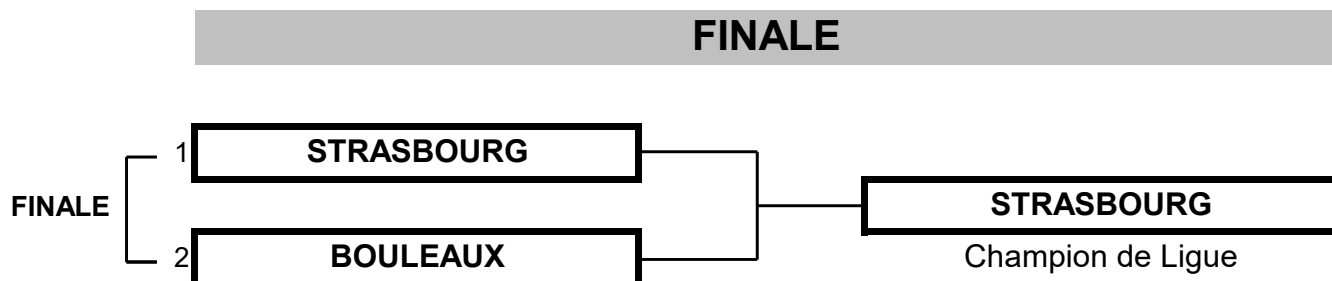 FINALE
1 STRASBOURG
FINALE
STRASBOURG
2 BOULEAUX
Champion de Ligue